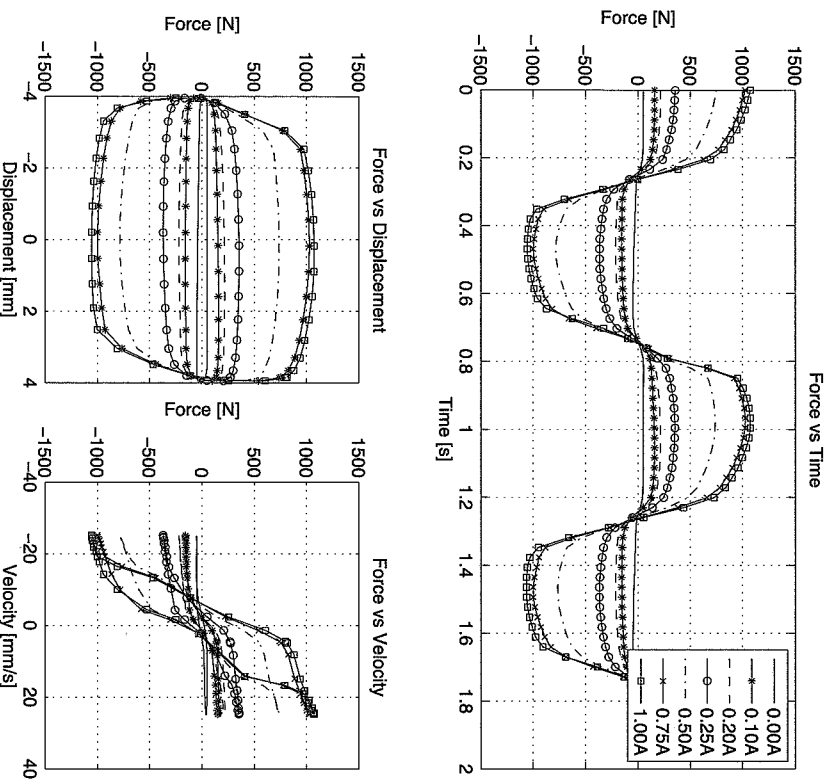 Force vs Time
Force [N]
1500
1000
500
0
−500
−1000
−1500
0
0.2
0.4
0.6
0.8
1
1.2
1.4
1.6
1.8
2
Time [s]
0.00A
0.10A
0.20A
0.25A
0.50A
0.75A
1.00A
Force vs Displacement
Force [N]
1500
1000
500
0
−500
−1000
−1500
−4
−2
0
2
4
Displacement [mm]
Force vs Velocity
Force [N]
1500
1000
500
0
−500
−1000
−1500
−40
−20
0
20
40
Velocity [mm/s]